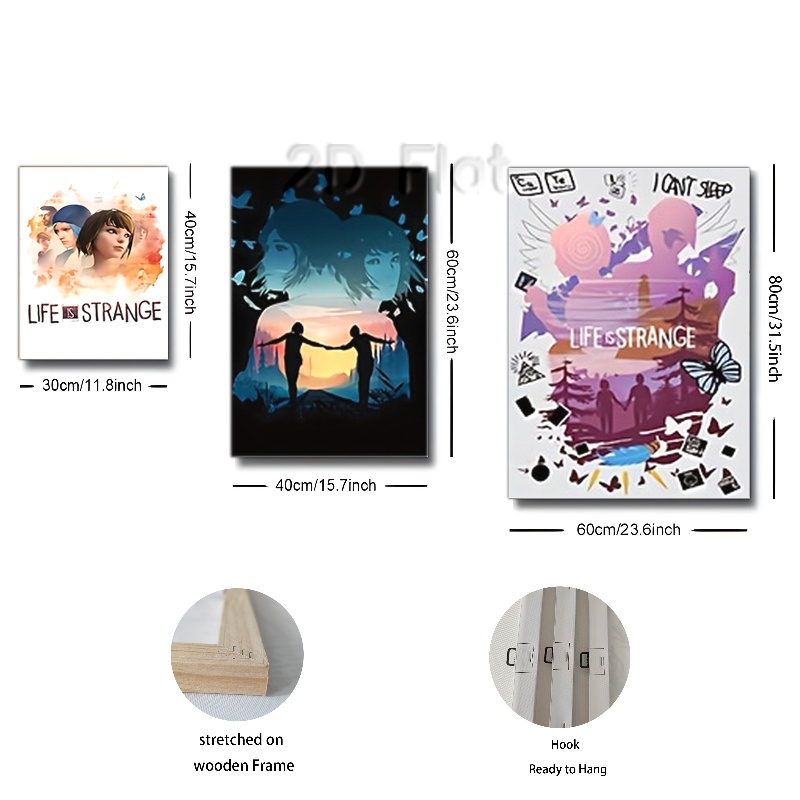 2D Flat
I CAN'T SLEEP
LIFE IS STRANGE
40cm/15.7inch
30cm/11.8inch
60cm/23.6inch
40cm/15.7inch
LIFE IS STRANGE
80cm/31.5inch
60cm/23.6inch
stretched on
wooden Frame
Hook
Ready to Hang